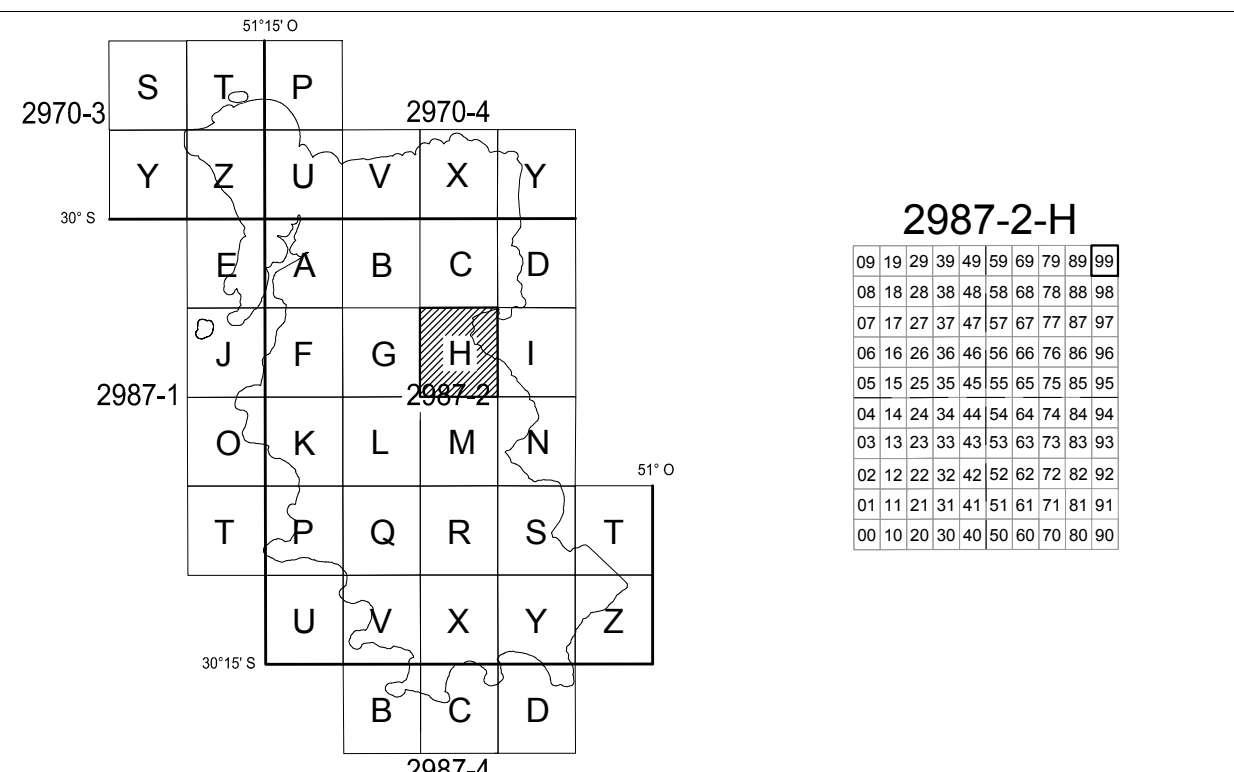 51°15' O
S T P
2970-3 2970-4
Y Z U V X Y
30° S
E A B C D
J F G H I
2987-1 2987-2
O K L M N
51° O
T P Q R S T
U V X Y Z
30°15' S
B C D
2987-4
2987-2-H
09 19 29 39 49 59 69 79 89 99
08 18 28 38 48 58 68 78 88 98
07 17 27 37 47 57 67 77 87 97
06 16 26 36 46 56 66 76 86 96
05 15 25 35 45 55 65 75 85 95
04 14 24 34 44 54 64 74 84 94
03 13 23 33 43 53 63 73 83 93
02 12 22 32 42 52 62 72 82 92
01 11 21 31 41 51 61 71 81 91
00 10 20 30 40 50 60 70 80 90